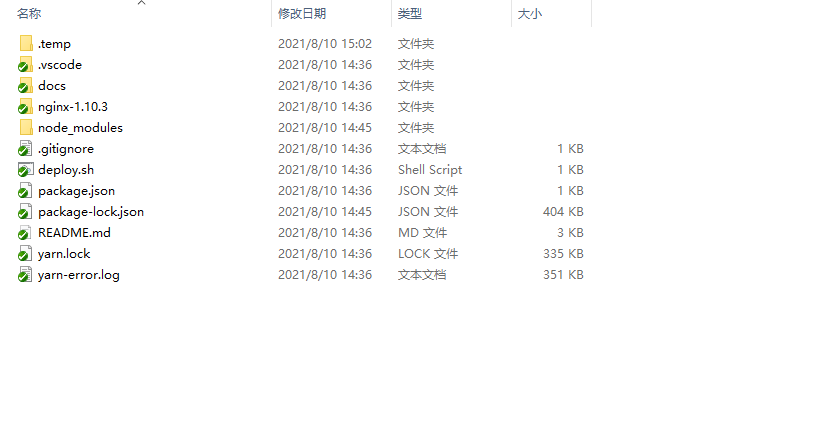 名称 修改日期 类型 大小
.temp 2021/8/10 15:02 文件夹
.vscode 2021/8/10 14:36 文件夹
docs 2021/8/10 14:36 文件夹
nginx-1.10.3 2021/8/10 14:36 文件夹
node_modules 2021/8/10 14:45 文件夹
.gitignore 2021/8/10 14:36 文本文档 1 KB
deploy.sh 2021/8/10 14:36 Shell Script 1 KB
package.json 2021/8/10 14:36 JSON 文件 1 KB
package-lock.json 2021/8/10 14:45 JSON 文件 404 KB
README.md 2021/8/10 14:36 MD 文件 3 KB
yarn.lock 2021/8/10 14:36 LOCK 文件 335 KB
yarn-error.log 2021/8/10 14:36 文本文档 351 KB